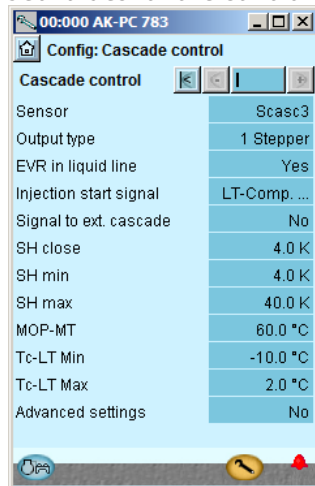 00:000 AK-PC 783
Config: Cascade control
Cascade control
Sensor Scasc3
Output type 1 Stepper
EVR in liquid line Yes
Injection start signal LT-Comp. ...
Signal to ext. cascade No
SH close 4.0 K
SH min 4.0 K
SH max 40.0 K
MOP-MT 60.0 °C
Tc-LT Min -10.0 °C
Tc-LT Max 2.0 °C
Advanced settings No